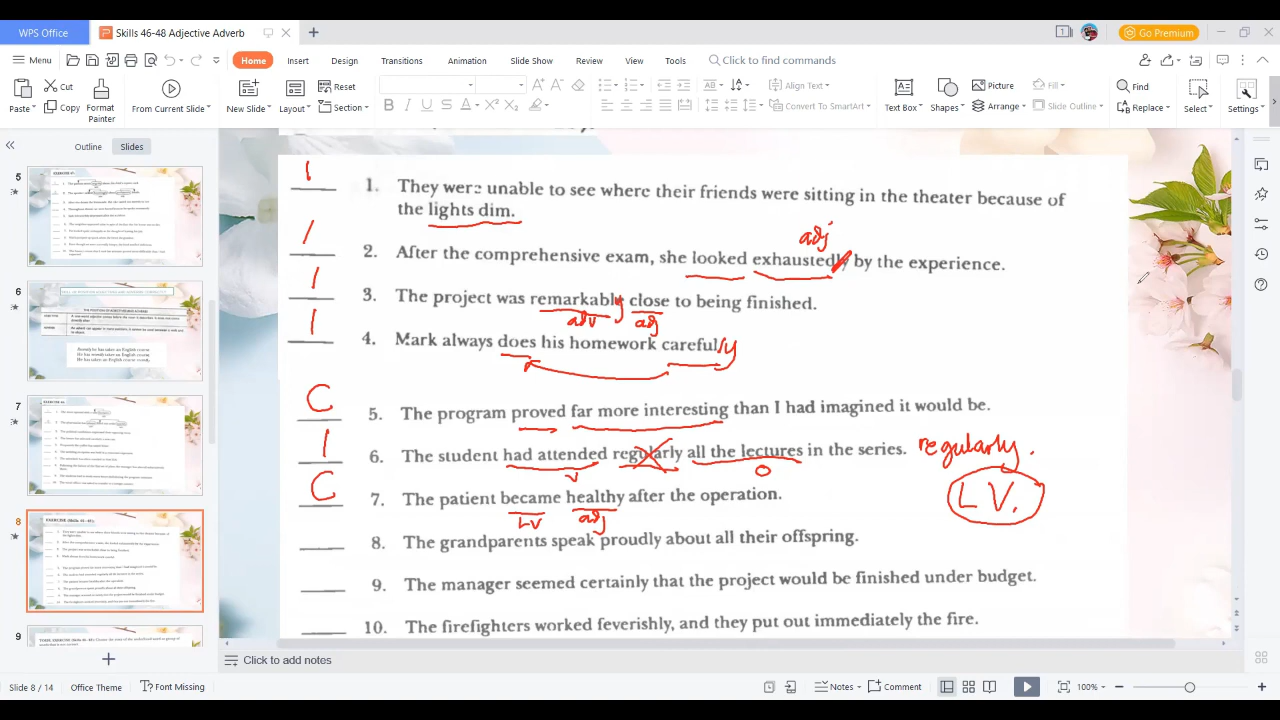 WPS Office
Skills 46-48 Adjective Adverb
Go Premium
Menu
Home
Insert
Design
Transitions
Animation
Slide Show
Review
View
Tools
Click to find commands
Cut
Copy
Format Painter
From Current Slide
New Slide
Layout
Reset
Section
Align Text
Convert To SmartArt
Text Box
Shapes
Picture
Arrange
Fill
Slide Outline
Find
Replace
Select
Settings
Outline
Slides
5
6
7
8
9
I 1. They were unable to see where their friends were sitting in the theater because of
the lights dim.
adj
I 2. After the comprehensive exam, she looked exhaustedly by the experience.
I 3. The project was remarkably close to being finished.
adv adj
I 4. Mark always does his homework carefully
C 5. The program proved far more interesting than I had imagined it would be.
I 6. The student had attended regularly all the lectures in the series. regularly.
V O
C 7. The patient became healthy after the operation. L V.
LV adj
8. The grandparents speak proudly about all their offspring.
9. The manager seemed certainly that the project would be finished under budget.
10. The firefighters worked feverishly, and they put out immediately the fire.
Click to add notes
Slide 8 / 14
Office Theme
Font Missing
Notes
Comment
100%